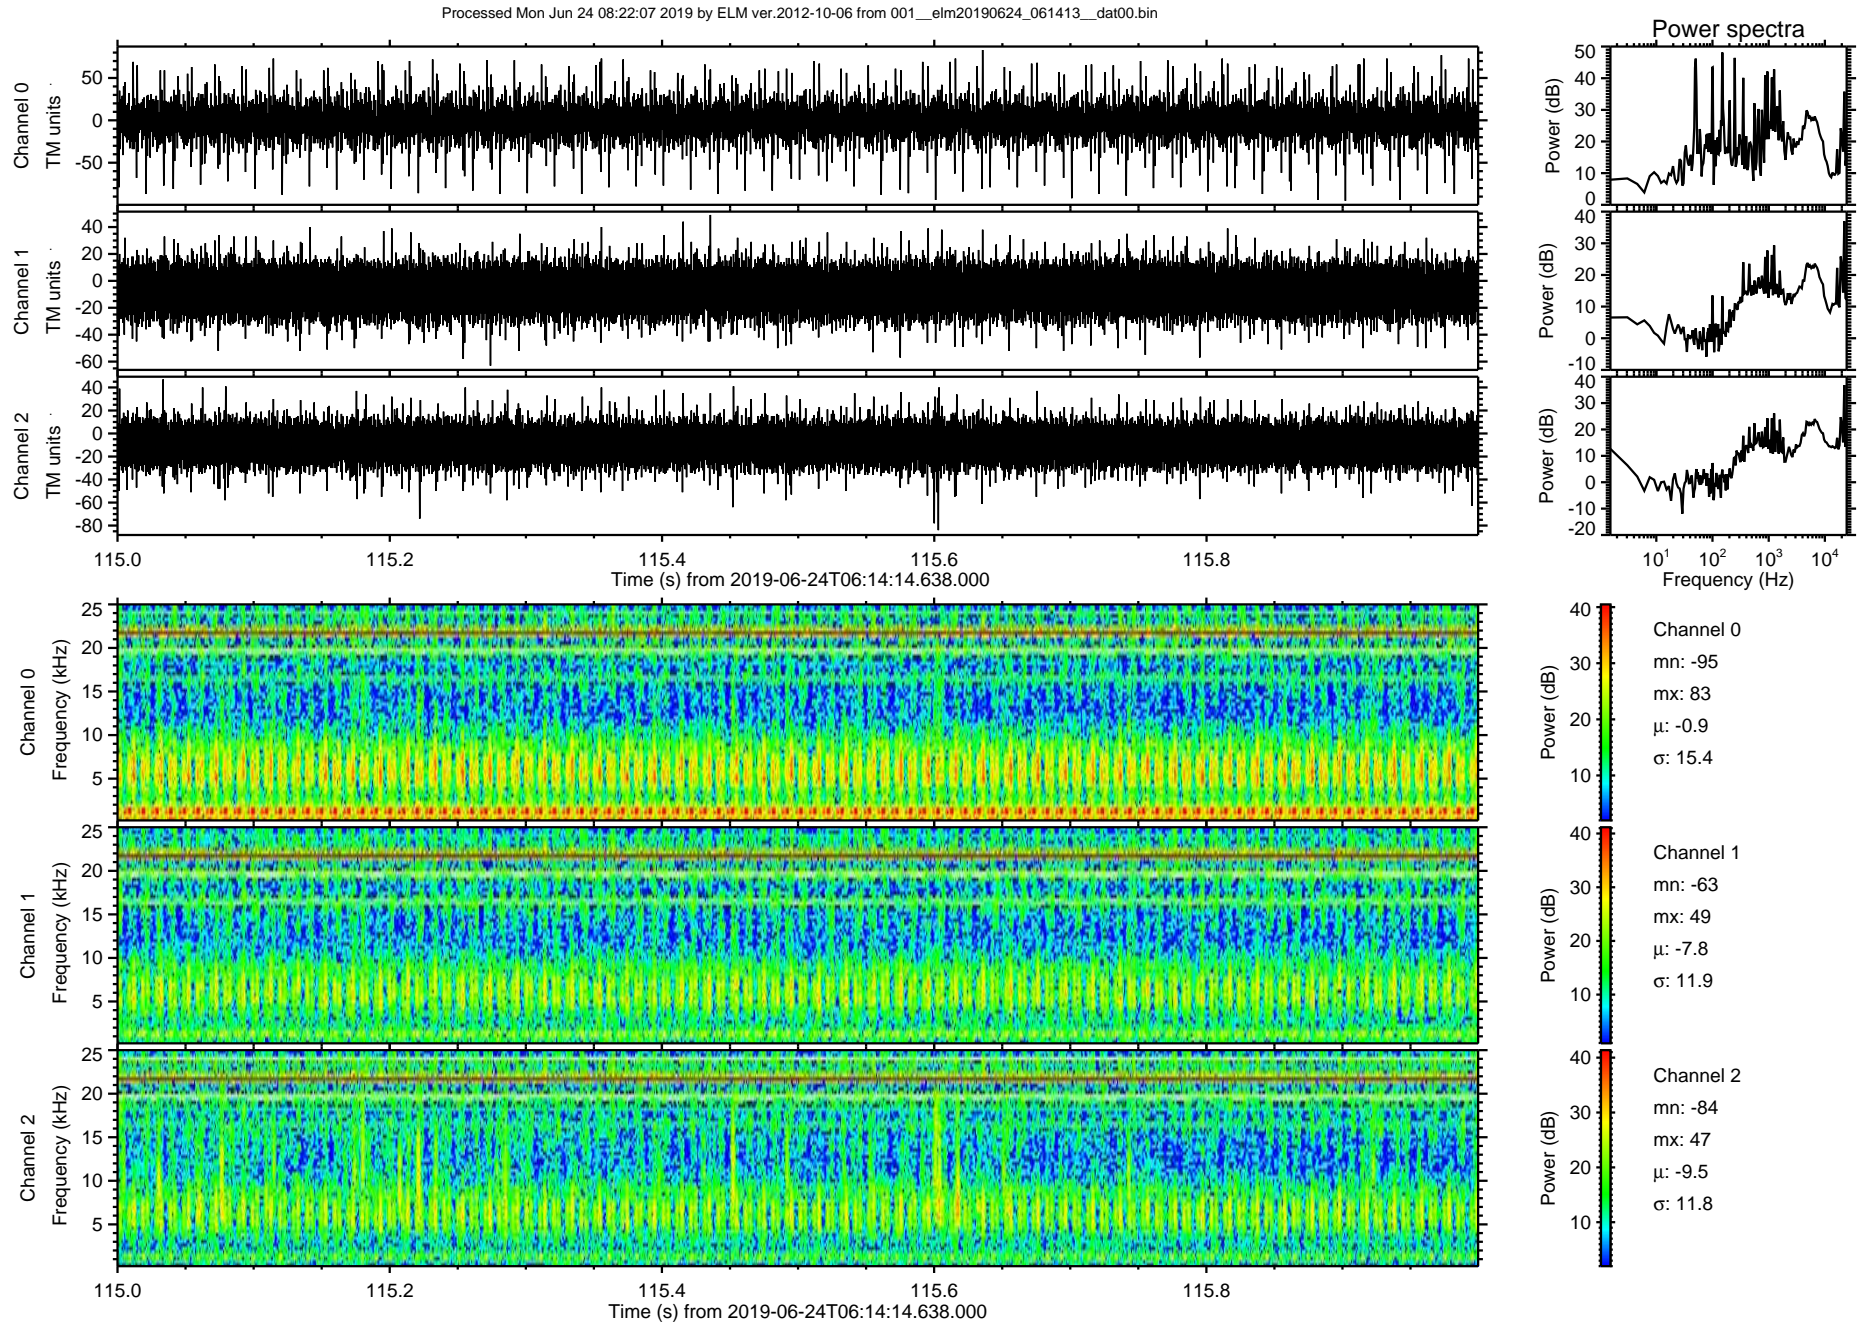 Processed Mon Jun 24 08:22:07 2019 by ELM ver.2012-10-06 from 001__elm20190624_061413__dat00.bin
Power spectra
Channel 0
TM units
50
0
-50
Power (dB)
50
40
30
20
10
0
Channel 1
TM units
40
20
0
-20
-40
-60
Power (dB)
40
30
20
10
0
-10
Channel 2
TM units
40
20
0
-20
-40
-60
-80
Power (dB)
40
30
20
10
0
-10
-20
115.0 115.2 115.4 115.6 115.8
Time (s) from 2019-06-24T06:14:14.638.000
10¹ 10² 10³ 10⁴
Frequency (Hz)
Channel 0
Frequency (kHz)
25
20
15
10
5
Power (dB)
40
30
20
10
Channel 0
mn: -95
mx: 83
μ: -0.9
σ: 15.4
Channel 1
Frequency (kHz)
25
20
15
10
5
Power (dB)
40
30
20
10
Channel 1
mn: -63
mx: 49
μ: -7.8
σ: 11.9
Channel 2
Frequency (kHz)
25
20
15
10
5
Power (dB)
40
30
20
10
Channel 2
mn: -84
mx: 47
μ: -9.5
σ: 11.8
115.0 115.2 115.4 115.6 115.8
Time (s) from 2019-06-24T06:14:14.638.000